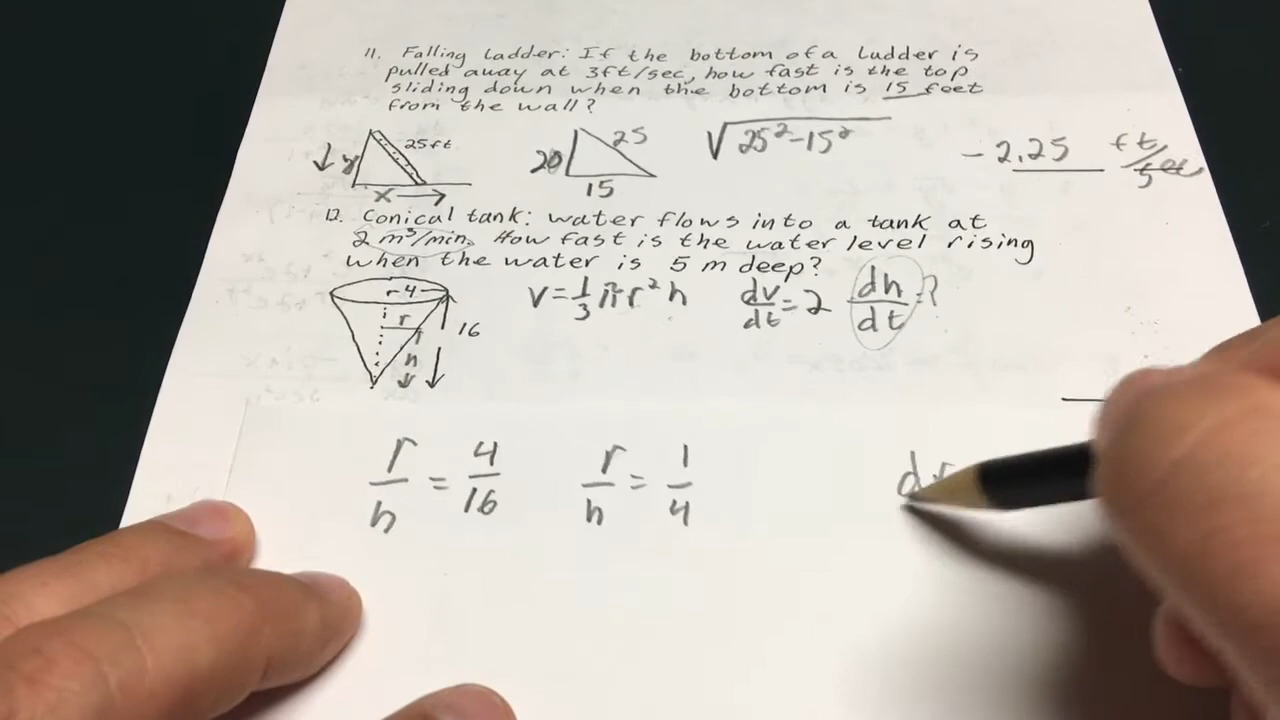 11. Falling ladder: If the bottom of a ladder is
pulled away at 3ft/sec, how fast is the top
sliding down when the bottom is 15 feet
from the wall?
y 25ft x
20 25 15
√25²-15²
-2.25 ft/s
12. Conical tank: water flows into a tank at
2 m³/min. How fast is the water level rising
when the water is 5 m deep?
r 4
r
h
16
V=1/3πr²h dv/dt=2 dh/dt=?
r/h = 4/16 r/h = 1/4